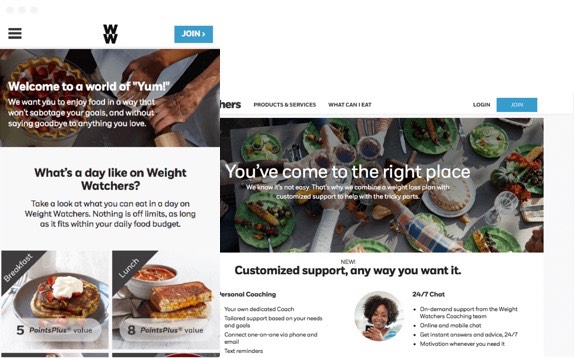 W
W
JOIN ›
Welcome to a world of "Yum!"
We want you to enjoy food in a way that
won't sabotage your goals, and without
saying goodbye to anything you love.
What's a day like on Weight
Watchers?
Take a look at what you can eat in a day on
Weight Watchers. Nothing is off limits, as long
as it fits within your daily food budget.
Breakfast
5 PointsPlus® value
Lunch
8 PointsPlus® value
hers PRODUCTS & SERVICES WHAT CAN I EAT LOGIN JOIN
You've come to the right place
We know it's not easy. That's why we combine a weight loss plan with
customized support to help with the tricky parts.
NEW!
Customized support, any way you want it.
Personal Coaching
Your own dedicated Coach
Tailored support based on your needs
and goals
Connect one-on-one via phone and
email
Text reminders
24/7 Chat
• On-demand support from the Weight
Watchers Coaching team
• Online and mobile chat
• Get instant answers and advice, 24/7
• Motivation whenever you need it